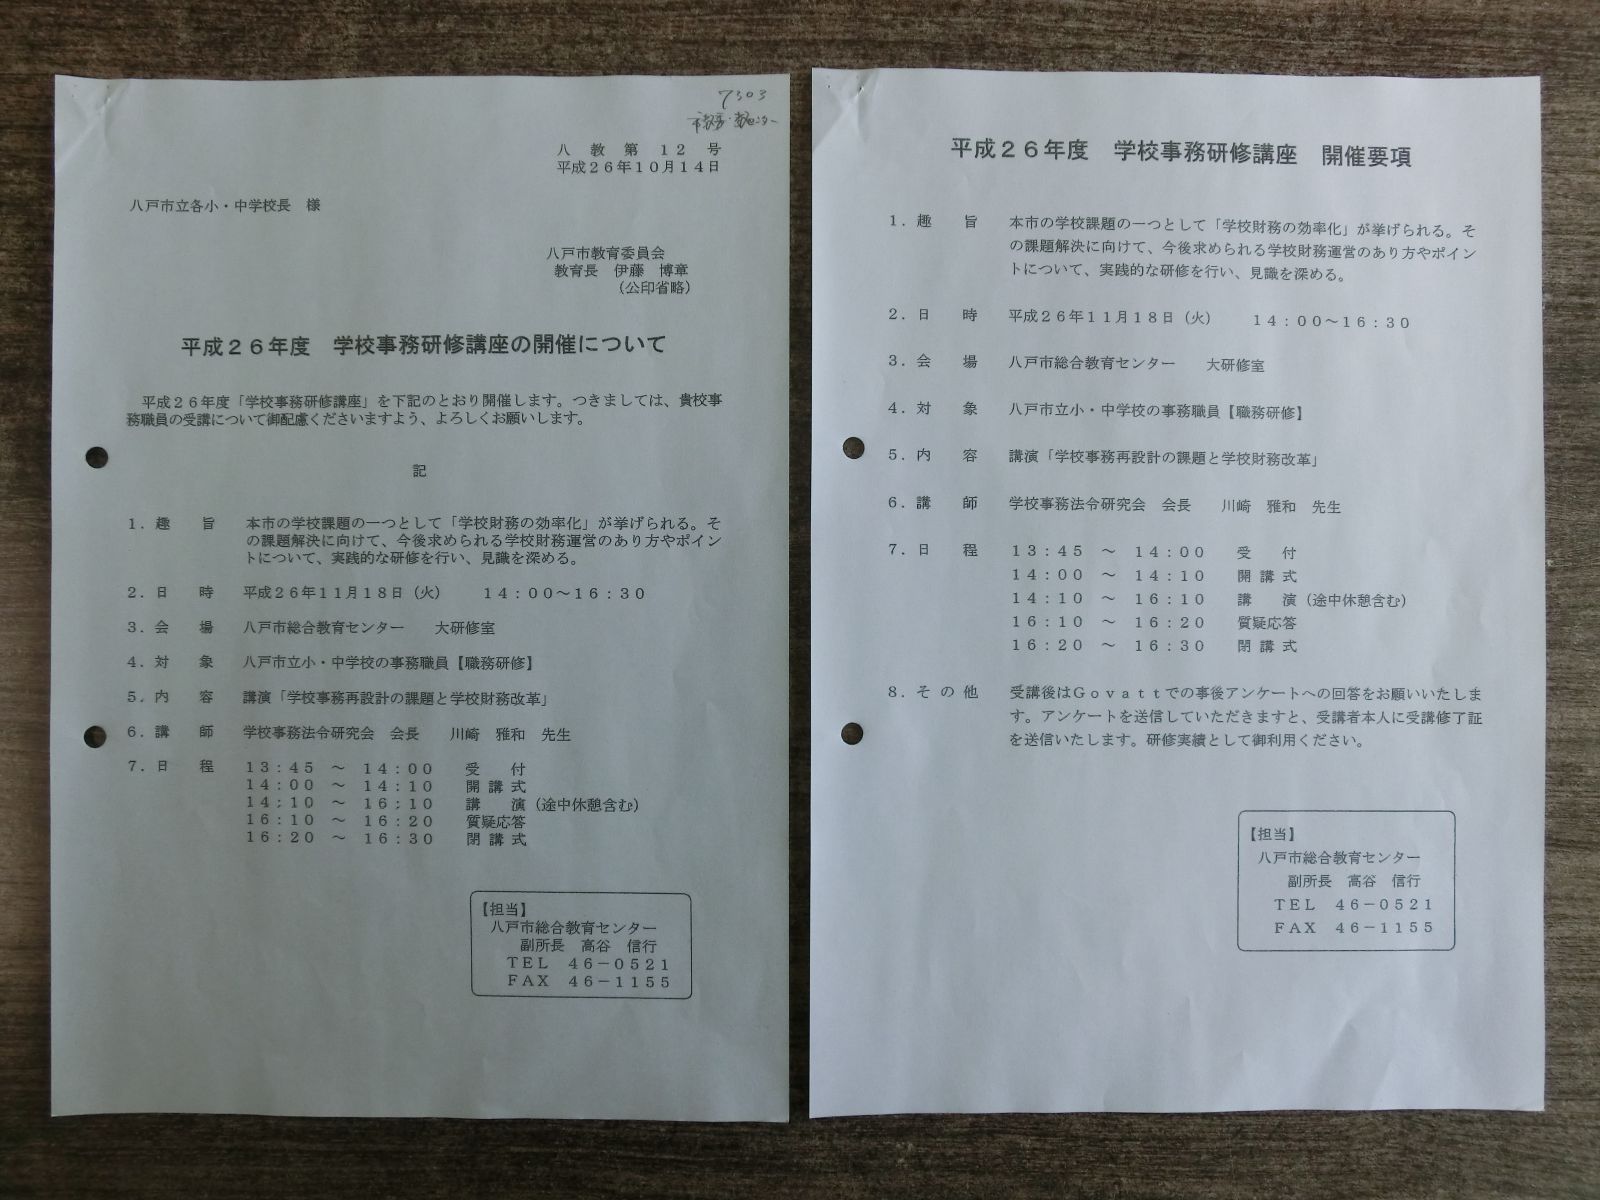 7303
八 教 第 12 号
平成26年10月14日
八戸市立各小・中学校長 様
八戸市教育委員会
教育長 伊藤 博章
(公印省略)
平成26年度 学校事務研修講座の開催について
平成26年度「学校事務研修講座」を下記のとおり開催します。つきましては、貴校事
務職員の受講について御配慮くださいますよう、よろしくお願いします。
記
1.趣 旨 本市の学校課題の一つとして「学校財務の効率化」が挙げられる。そ
の課題解決に向けて、今後求められる学校財務運営のあり方やポイン
トについて、実践的な研修を行い、見識を深める。
2.日 時 平成26年11月18日(火) 14:00~16:30
3.会 場 八戸市総合教育センター 大研修室
4.対 象 八戸市立小・中学校の事務職員【職務研修】
5.内 容 講演「学校事務再設計の課題と学校財務改革」
6.講 師 学校事務法令研究会 会長 川崎 雅和 先生
7.日 程 13:45 ~ 14:00 受 付
14:00 ~ 14:10 開 講 式
14:10 ~ 16:10 講 演(途中休憩含む)
16:10 ~ 16:20 質疑応答
16:20 ~ 16:30 閉 講 式
【担当】
八戸市総合教育センター
副所長 高谷 信行
TEL 46-0521
FAX 46-1155
平成26年度 学校事務研修講座 開催要項
1.趣 旨 本市の学校課題の一つとして「学校財務の効率化」が挙げられる。そ
の課題解決に向けて、今後求められる学校財務運営のあり方やポイン
トについて、実践的な研修を行い、見識を深める。
2.日 時 平成26年11月18日(火) 14:00~16:30
3.会 場 八戸市総合教育センター 大研修室
4.対 象 八戸市立小・中学校の事務職員【職務研修】
5.内 容 講演「学校事務再設計の課題と学校財務改革」
6.講 師 学校事務法令研究会 会長 川崎 雅和 先生
7.日 程 13:45 ~ 14:00 受 付
14:00 ~ 14:10 開 講 式
14:10 ~ 16:10 講 演(途中休憩含む)
16:10 ~ 16:20 質疑応答
16:20 ~ 16:30 閉 講 式
8.そ の 他 受講後はGovattでの事後アンケートへの回答をお願いいたしま
す。アンケートを送信していただきますと、受講者本人に受講修了証
を送信いたします。研修実績として御利用ください。
【担当】
八戸市総合教育センター
副所長 高谷 信行
TEL 46-0521
FAX 46-1155